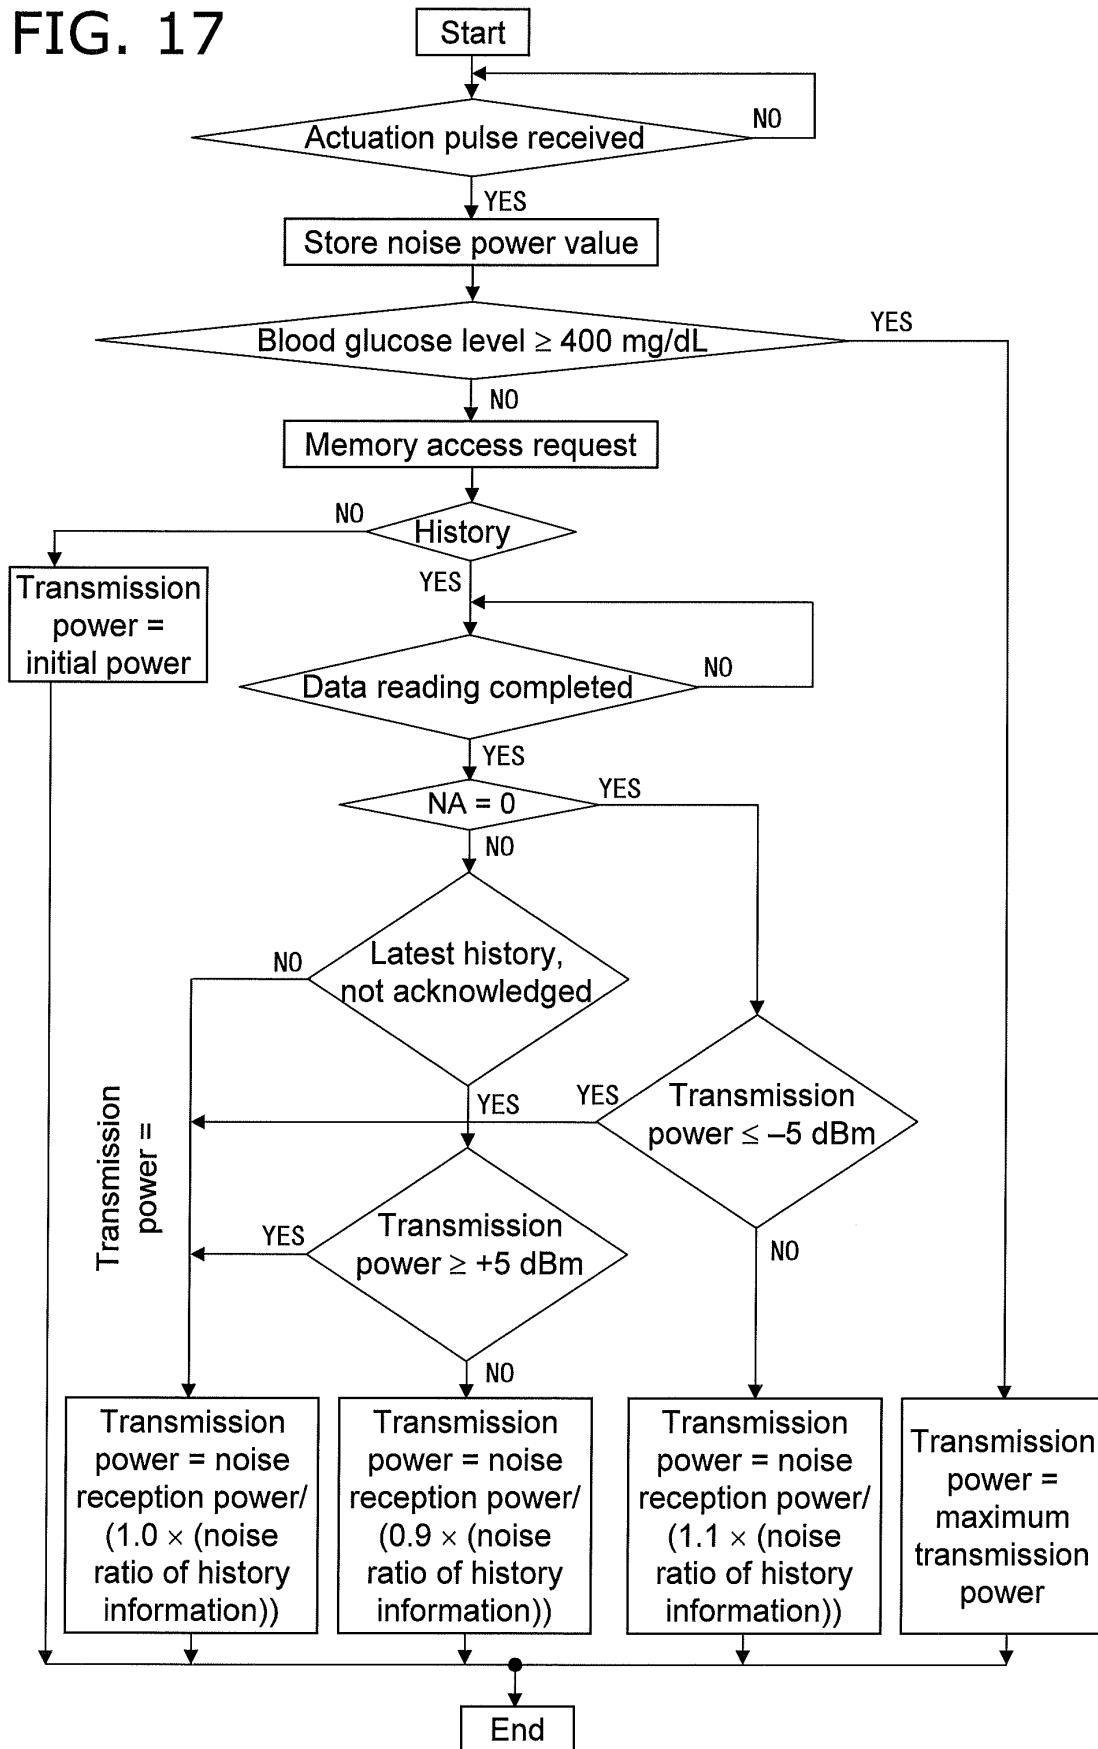 FIG. 17
Start
Actuation pulse received
NO
YES
Store noise power value
Blood glucose level ≥ 400 mg/dL
YES
NO
Memory access request
NO
History
YES
Transmission
power =
initial power
Data reading completed
NO
YES
NA = 0
YES
NO
Latest history,
not acknowledged
NO
YES
Transmission
power ≤ –5 dBm
YES
NO
Transmission
power =
Transmission
power ≥ +5 dBm
YES
NO
Transmission
power = noise
reception power/
(1.0 × (noise
ratio of history
information))
Transmission
power = noise
reception power/
(0.9 × (noise
ratio of history
information))
Transmission
power = noise
reception power/
(1.1 × (noise
ratio of history
information))
Transmission
power =
maximum
transmission
power
End